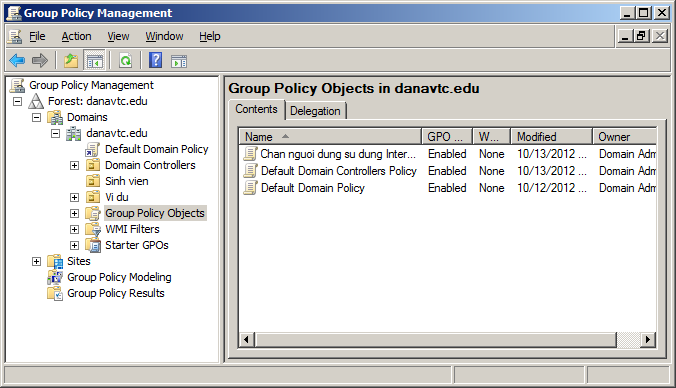 Group Policy Management
File Action View Window Help
Group Policy Management
Forest: danavtc.edu
Domains
danavtc.edu
Default Domain Policy
Domain Controllers
Sinh vien
Vi du
Group Policy Objects
WMI Filters
Starter GPOs
Sites
Group Policy Modeling
Group Policy Results
Group Policy Objects in danavtc.edu
Contents Delegation
Name GPO ... W... Modified Owner
Chan nguoi dung su dung Inter... Enabled None 10/13/2012 ... Domain Adm
Default Domain Controllers Policy Enabled None 10/13/2012 ... Domain Adm
Default Domain Policy Enabled None 10/12/2012 ... Domain Adm